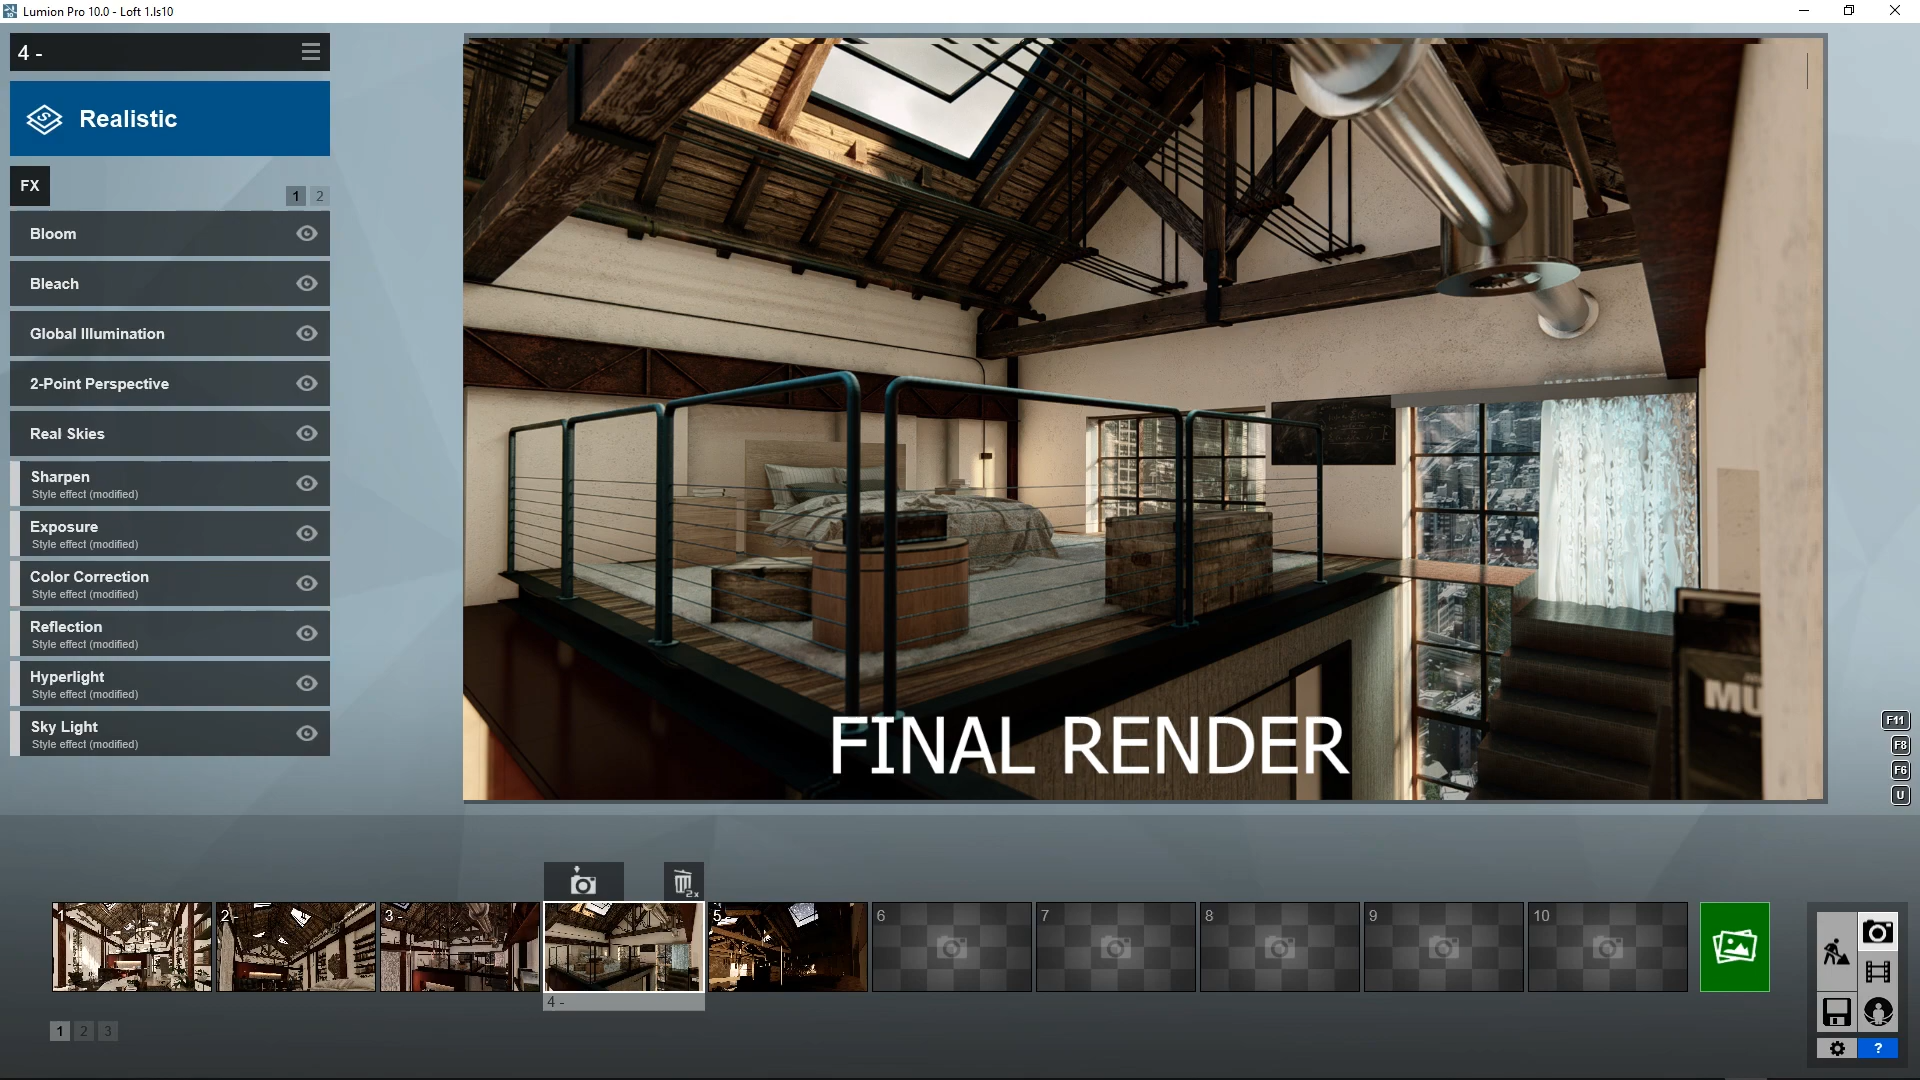 Lumion Pro 10.0 - Loft 1.ls10
4 -
Realistic
FX
1 2
Bloom
Bleach
Global Illumination
2-Point Perspective
Real Skies
Sharpen
Style effect (modified)
Exposure
Style effect (modified)
Color Correction
Style effect (modified)
Reflection
Style effect (modified)
Hyperlight
Style effect (modified)
Sky Light
Style effect (modified)
MU
FINAL RENDER
F11
F8
F6
U
2x
1 2 - 3 - 5 - 6 7 8 9 10
4 -
1 2 3
?